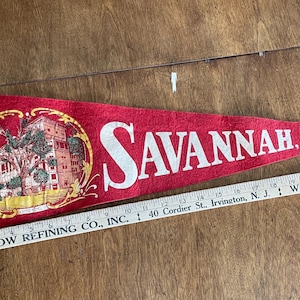 SAVANNAH,
OW REFINING CO., INC. : 40 Cordier St., Irvington, N. J. : W